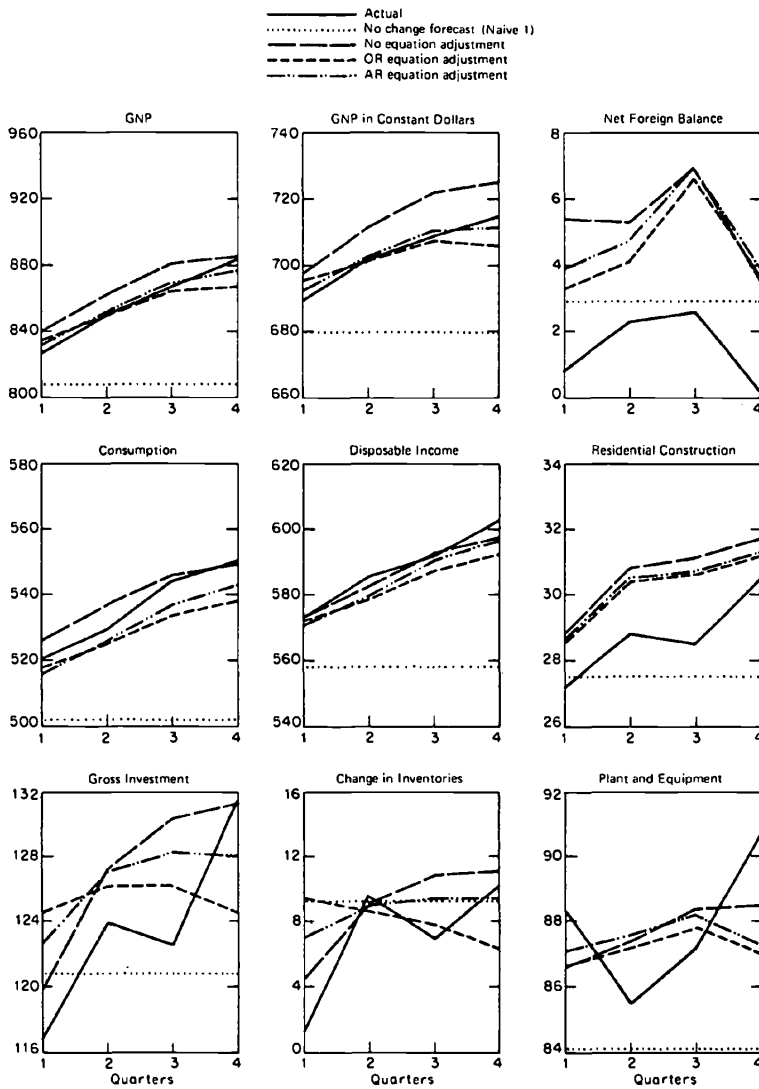 Actual
No change forecast (Naive 1)
No equation adjustment
OR equation adjustment
AR equation adjustment
GNP
960
920
880
840
800
1 2 3 4
GNP in Constant Dollars
740
720
700
680
660
1 2 3 4
Net Foreign Balance
8
6
4
2
0
1 2 3 4
Consumption
580
560
540
520
500
1 2 3 4
Disposable Income
620
600
580
560
540
1 2 3 4
Residential Construction
34
32
30
28
26
1 2 3 4
Gross Investment
132
128
124
120
116
1 2 3 4
Quarters
Change in Inventories
16
12
8
4
0
1 2 3 4
Quarters
Plant and Equipment
92
90
88
86
84
1 2 3 4
Quarters